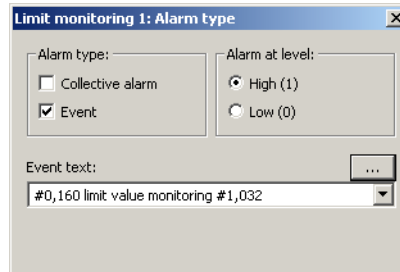 Limit monitoring 1: Alarm type
Alarm type:
Collective alarm
Event
Alarm at level:
High (1)
Low (0)
Event text:
...
#0,160 limit value monitoring #1,032